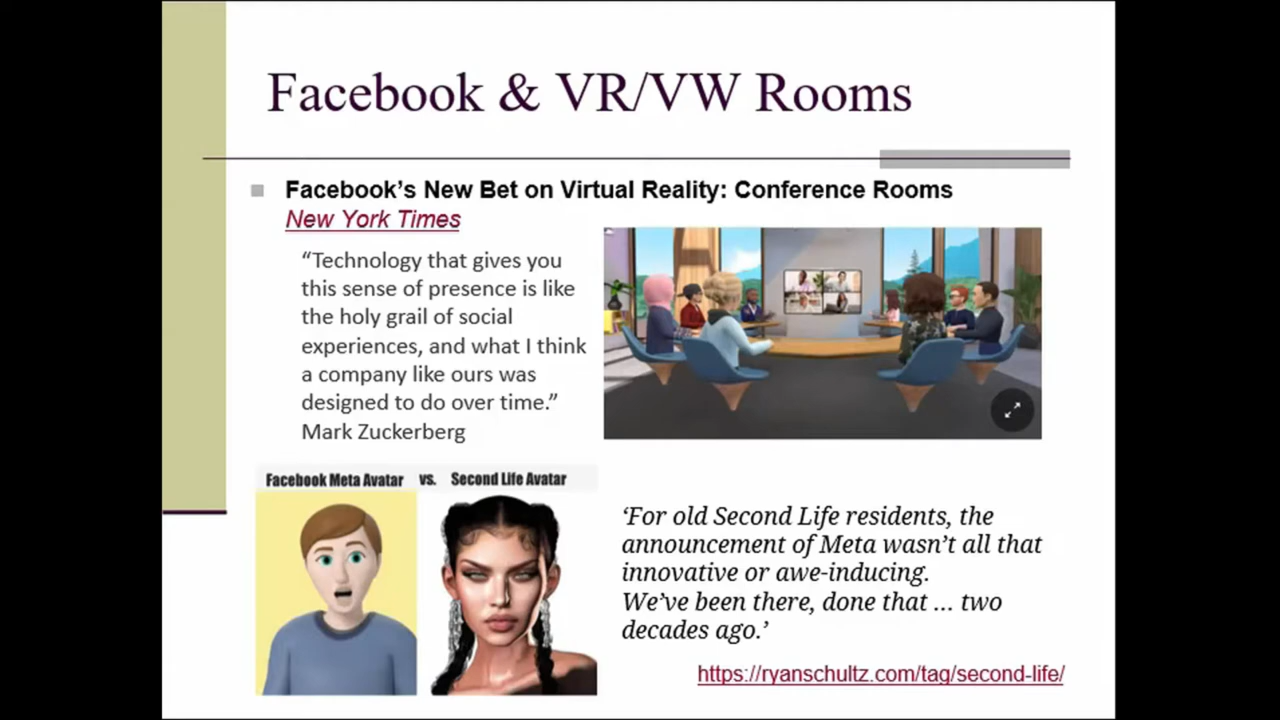 Facebook & VR/VW Rooms
Facebook’s New Bet on Virtual Reality: Conference Rooms
New York Times
“Technology that gives you
this sense of presence is like
the holy grail of social
experiences, and what I think
a company like ours was
designed to do over time.”
Mark Zuckerberg
Facebook Meta Avatar vs. Second Life Avatar
‘For old Second Life residents, the
announcement of Meta wasn’t all that
innovative or awe-inducing.
We’ve been there, done that … two
decades ago.’
https://ryanschultz.com/tag/second-life/